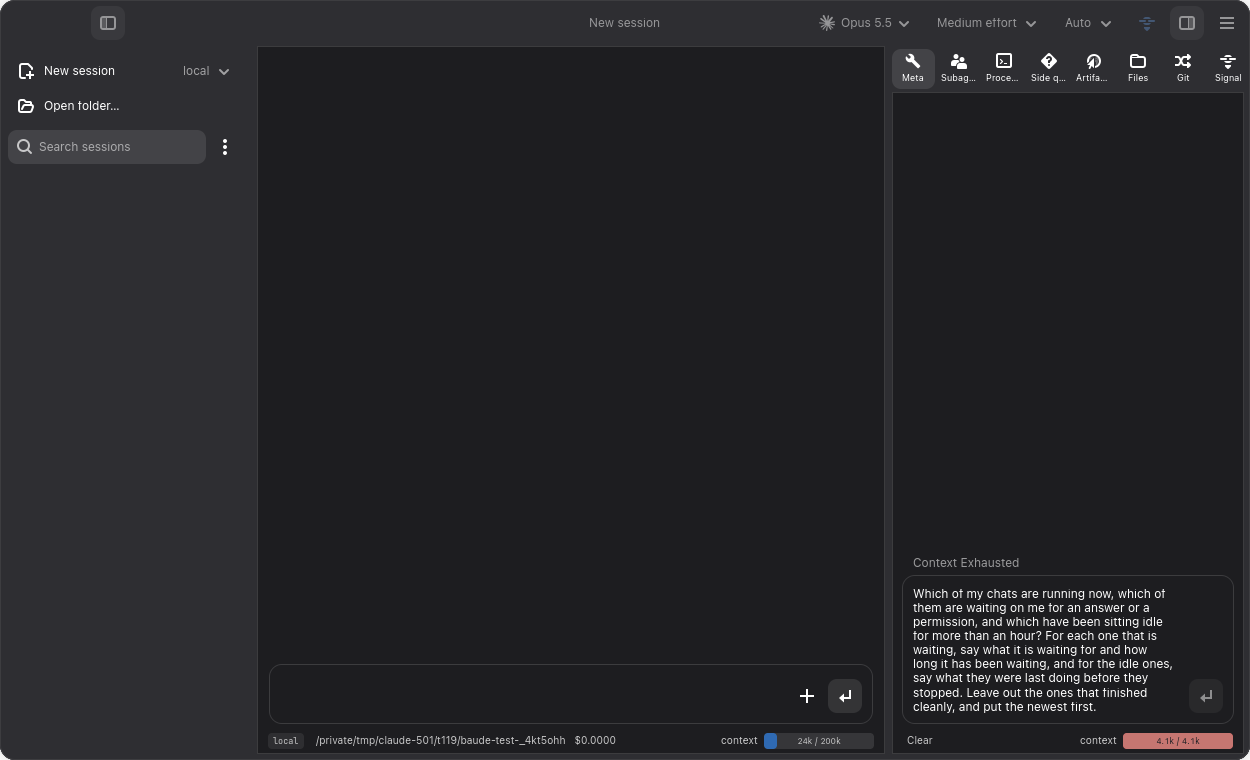 New session
Opus 5.5
Medium effort
Auto
New session
local
Open folder...
Search sessions
Meta
Subag...
Proce...
Side q...
Artifa...
Files
Git
Signal
Context Exhausted
Which of my chats are running now, which of
them are waiting on me for an answer or a
permission, and which have been sitting idle
for more than an hour? For each one that is
waiting, say what it is waiting for and how
long it has been waiting, and for the idle ones,
say what they were last doing before they
stopped. Leave out the ones that finished
cleanly, and put the newest first.
local
/private/tmp/claude-501/t119/baude-test-_4kt5ohh
$0.0000
context
24k / 200k
Clear
context
4.1k / 4.1k